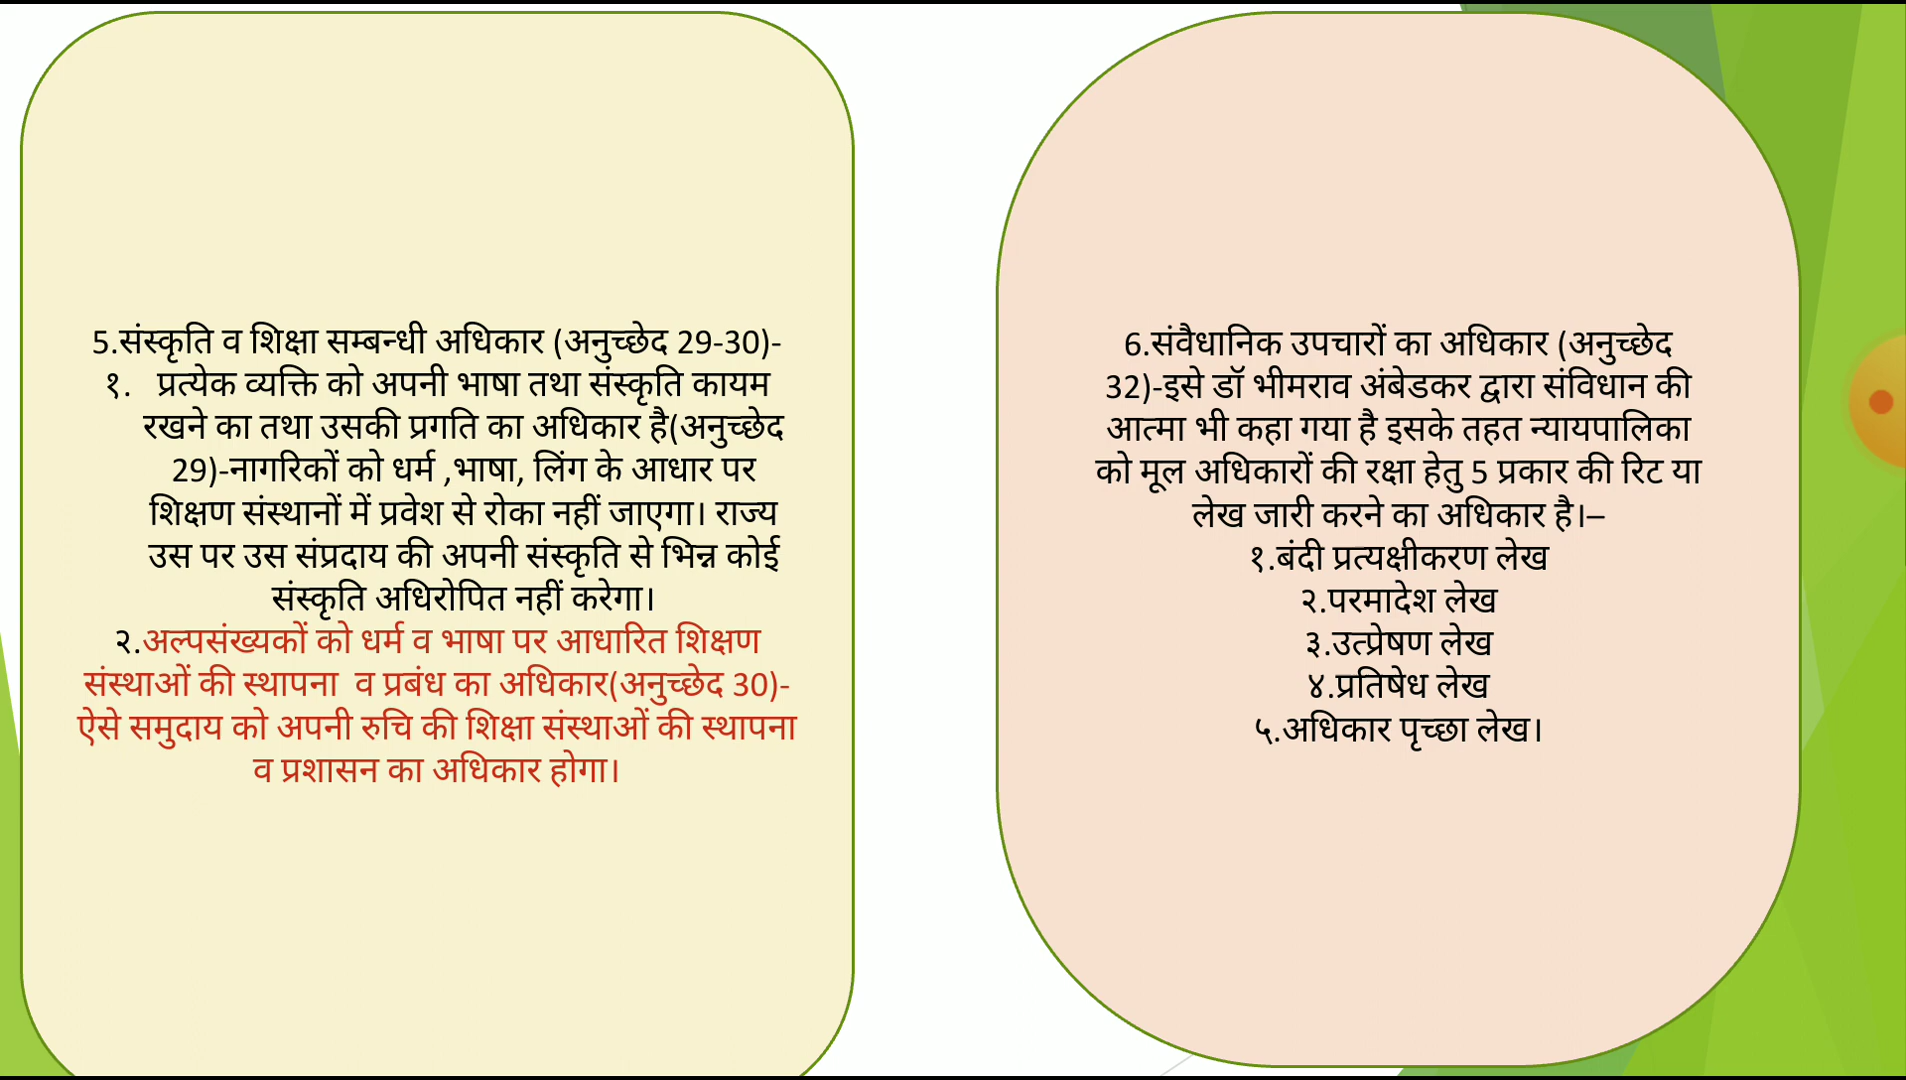 5.संस्कृति व शिक्षा सम्बन्धी अधिकार (अनुच्छेद 29-30)-
१. प्रत्येक व्यक्ति को अपनी भाषा तथा संस्कृति कायम
रखने का तथा उसकी प्रगति का अधिकार है(अनुच्छेद
29)-नागरिकों को धर्म ,भाषा, लिंग के आधार पर
शिक्षण संस्थानों में प्रवेश से रोका नहीं जाएगा। राज्य
उस पर उस संप्रदाय की अपनी संस्कृति से भिन्न कोई
संस्कृति अधिरोपित नहीं करेगा।
२.अल्पसंख्यकों को धर्म व भाषा पर आधारित शिक्षण
संस्थाओं की स्थापना व प्रबंध का अधिकार(अनुच्छेद 30)-
ऐसे समुदाय को अपनी रुचि की शिक्षा संस्थाओं की स्थापना
व प्रशासन का अधिकार होगा।
6.संवैधानिक उपचारों का अधिकार (अनुच्छेद
32)-इसे डॉ भीमराव अंबेडकर द्वारा संविधान की
आत्मा भी कहा गया है इसके तहत न्यायपालिका
को मूल अधिकारों की रक्षा हेतु 5 प्रकार की रिट या
लेख जारी करने का अधिकार है।–
१.बंदी प्रत्यक्षीकरण लेख
२.परमादेश लेख
३.उत्प्रेषण लेख
४.प्रतिषेध लेख
५.अधिकार पृच्छा लेख।